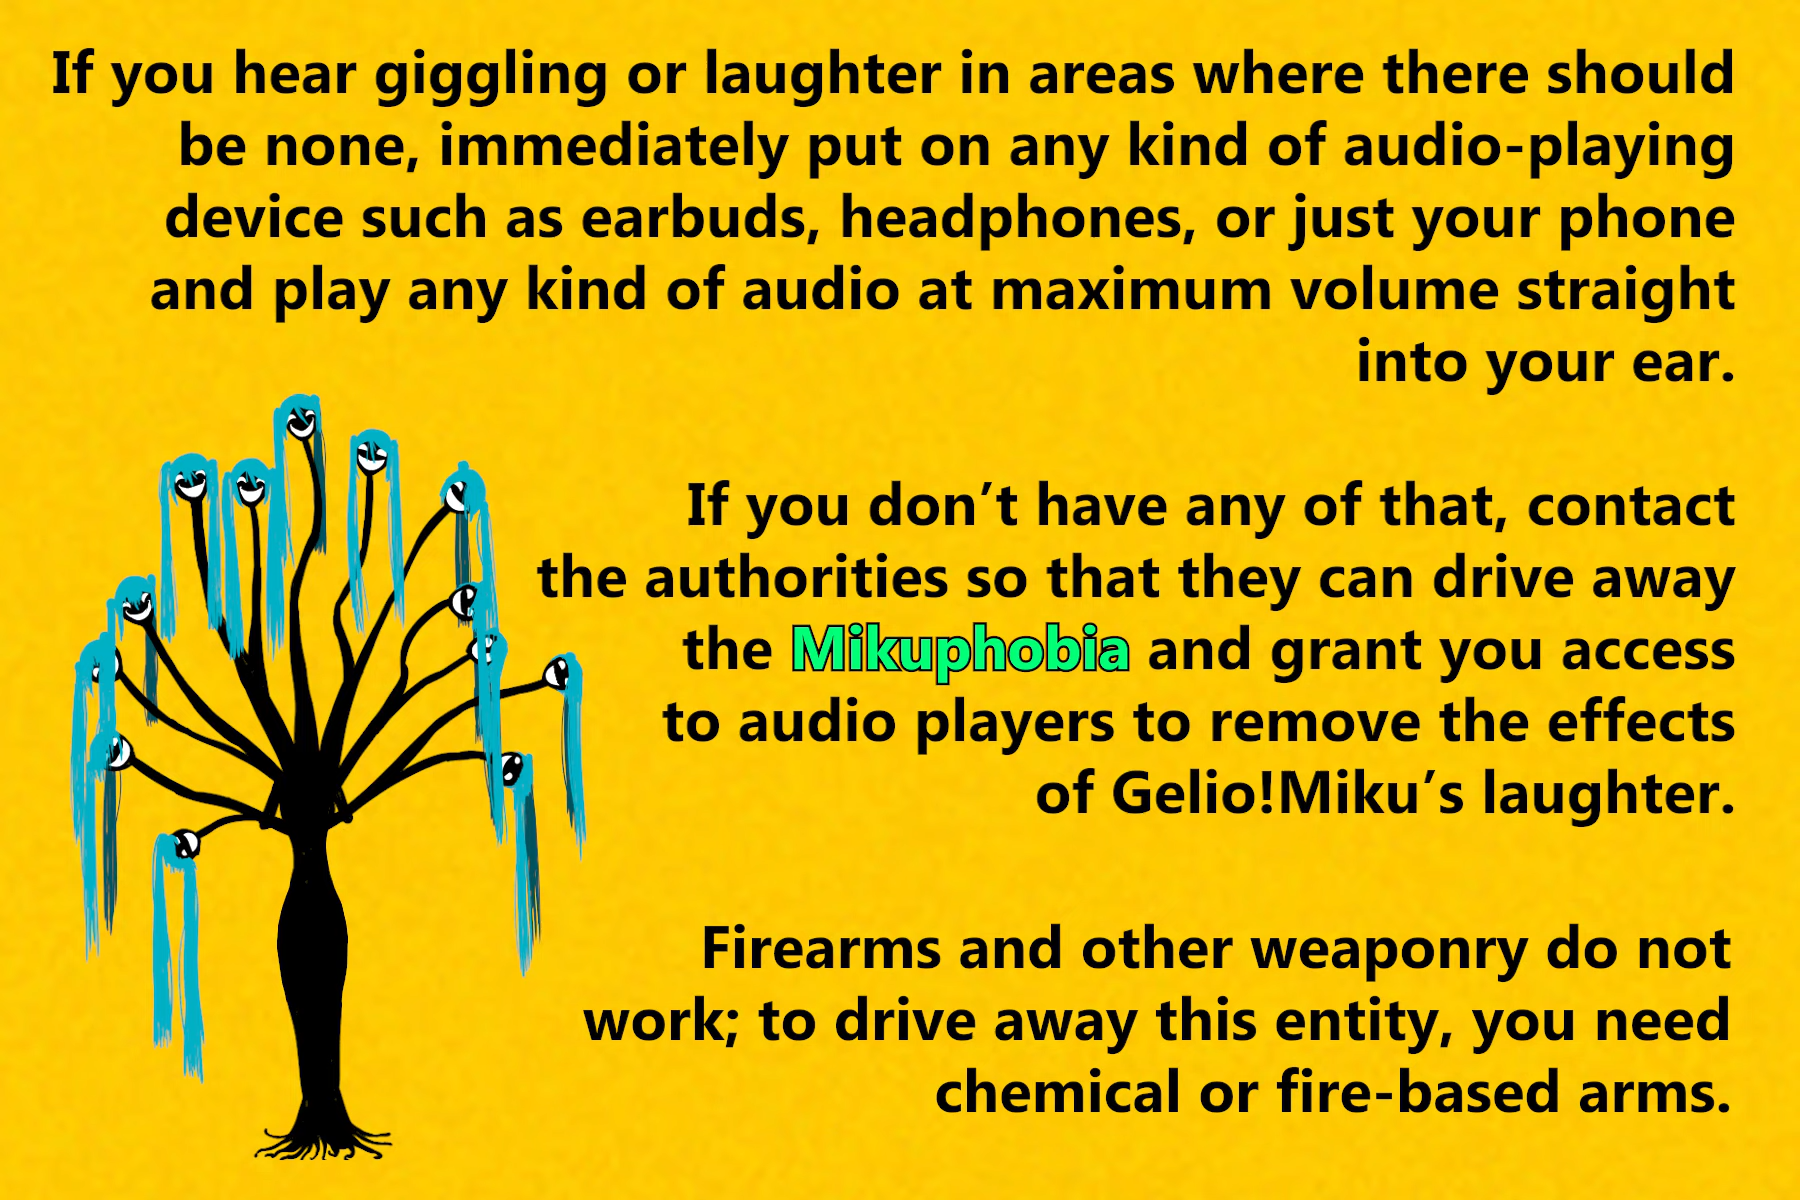 If you hear giggling or laughter in areas where there should
be none, immediately put on any kind of audio-playing
device such as earbuds, headphones, or just your phone
and play any kind of audio at maximum volume straight
into your ear.
If you don’t have any of that, contact
the authorities so that they can drive away
the Mikuphobia and grant you access
to audio players to remove the effects
of Gelio!Miku’s laughter.
Firearms and other weaponry do not
work; to drive away this entity, you need
chemical or fire-based arms.